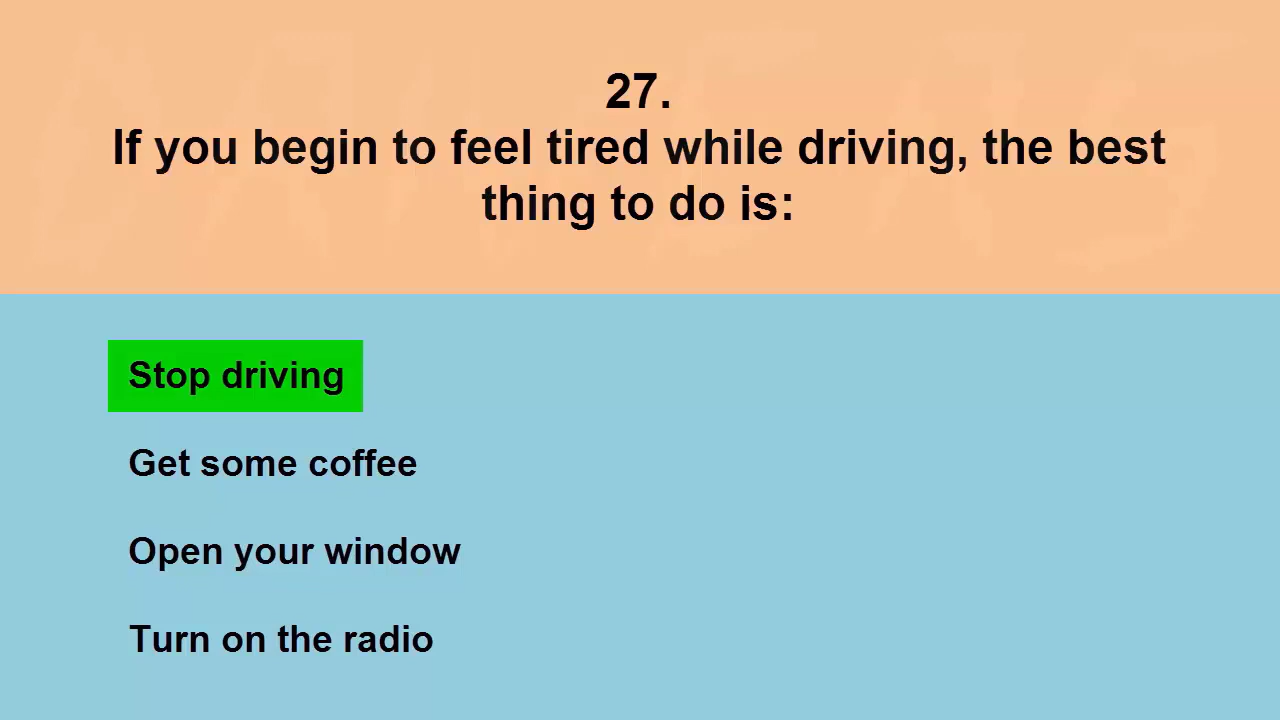 27.
If you begin to feel tired while driving, the best
thing to do is:
Stop driving
Get some coffee
Open your window
Turn on the radio